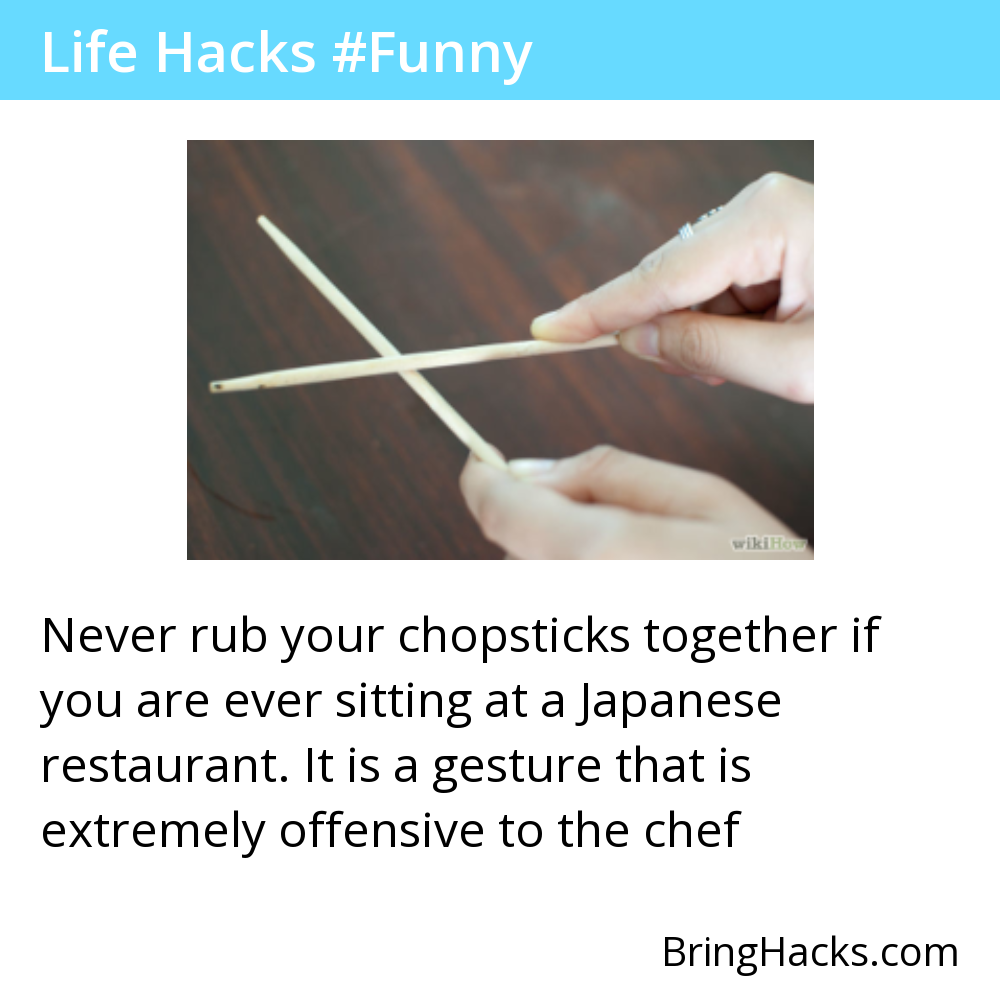 Life Hacks #Funny
wikiHow
Never rub your chopsticks together if
you are ever sitting at a Japanese
restaurant. It is a gesture that is
extremely offensive to the chef
BringHacks.com